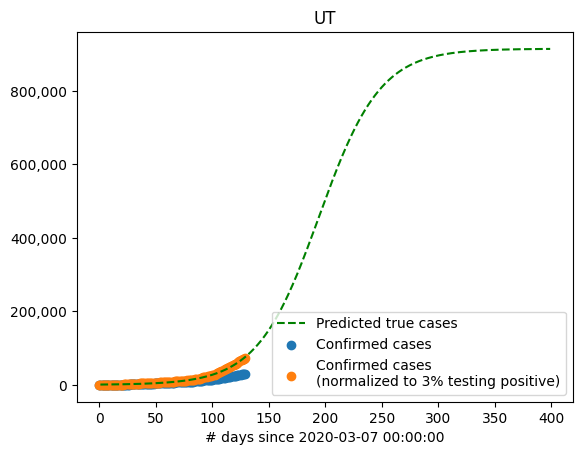 UT
800,000
600,000
400,000
200,000
0
Predicted true cases
Confirmed cases
Confirmed cases
(normalized to 3% testing positive)
0 50 100 150 200 250 300 350 400
# days since 2020-03-07 00:00:00